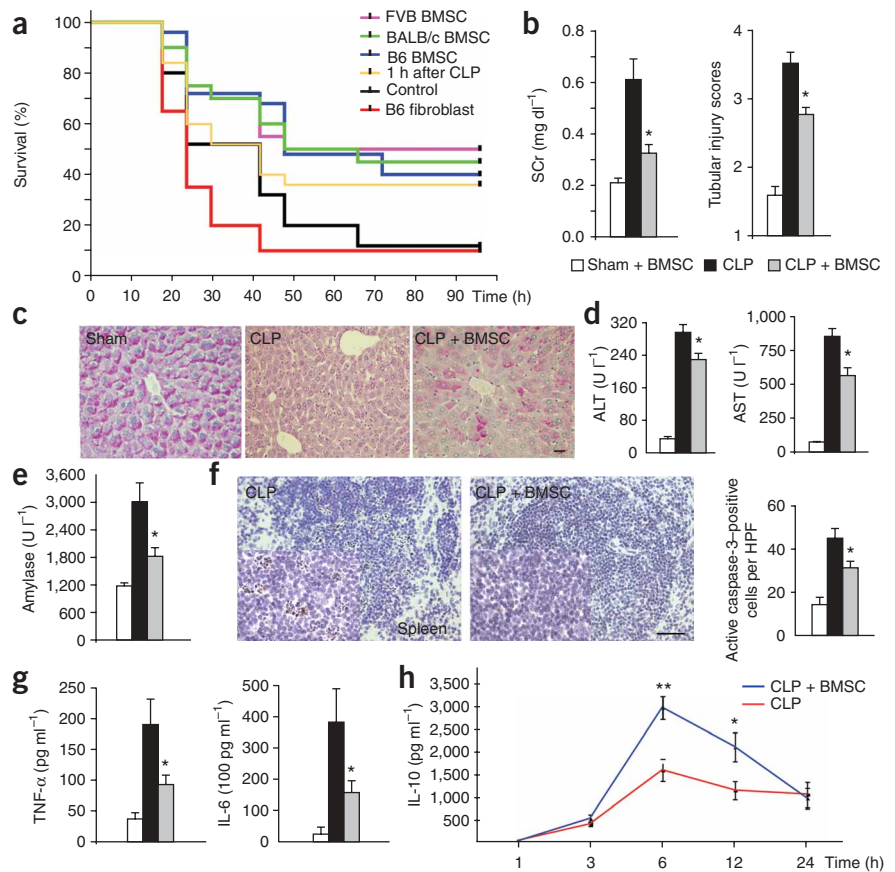 a
Survival (%)
100
80
60
40
20
0
0 10 20 30 40 50 60 70 80 90 Time (h)
FVB BMSC
BALB/c BMSC
B6 BMSC
1 h after CLP
Control
B6 fibroblast
b
SCr (mg dl⁻¹)
0.8
0.6
0.4
0.2
0.0
*
Tubular injury scores
4
3
2
1
*
Sham + BMSC CLP CLP + BMSC
c
Sham
CLP
CLP + BMSC
d
ALT (U l⁻¹)
320
240
160
80
0
*
AST (U l⁻¹)
1,000
750
500
250
0
*
e
Amylase (U l⁻¹)
3,600
3,000
2,400
1,800
1,200
600
0
*
f
CLP
Spleen
CLP + BMSC
Active caspase-3–positive
cells per HPF
60
40
20
0
*
g
TNF-α (pg ml⁻¹)
250
200
150
100
50
0
*
IL-6 (100 pg ml⁻¹)
500
400
300
200
100
0
*
h
IL-10 (pg ml⁻¹)
3,500
3,000
2,500
2,000
1,500
1,000
500
**
*
CLP + BMSC
CLP
1 3 6 12 24 Time (h)